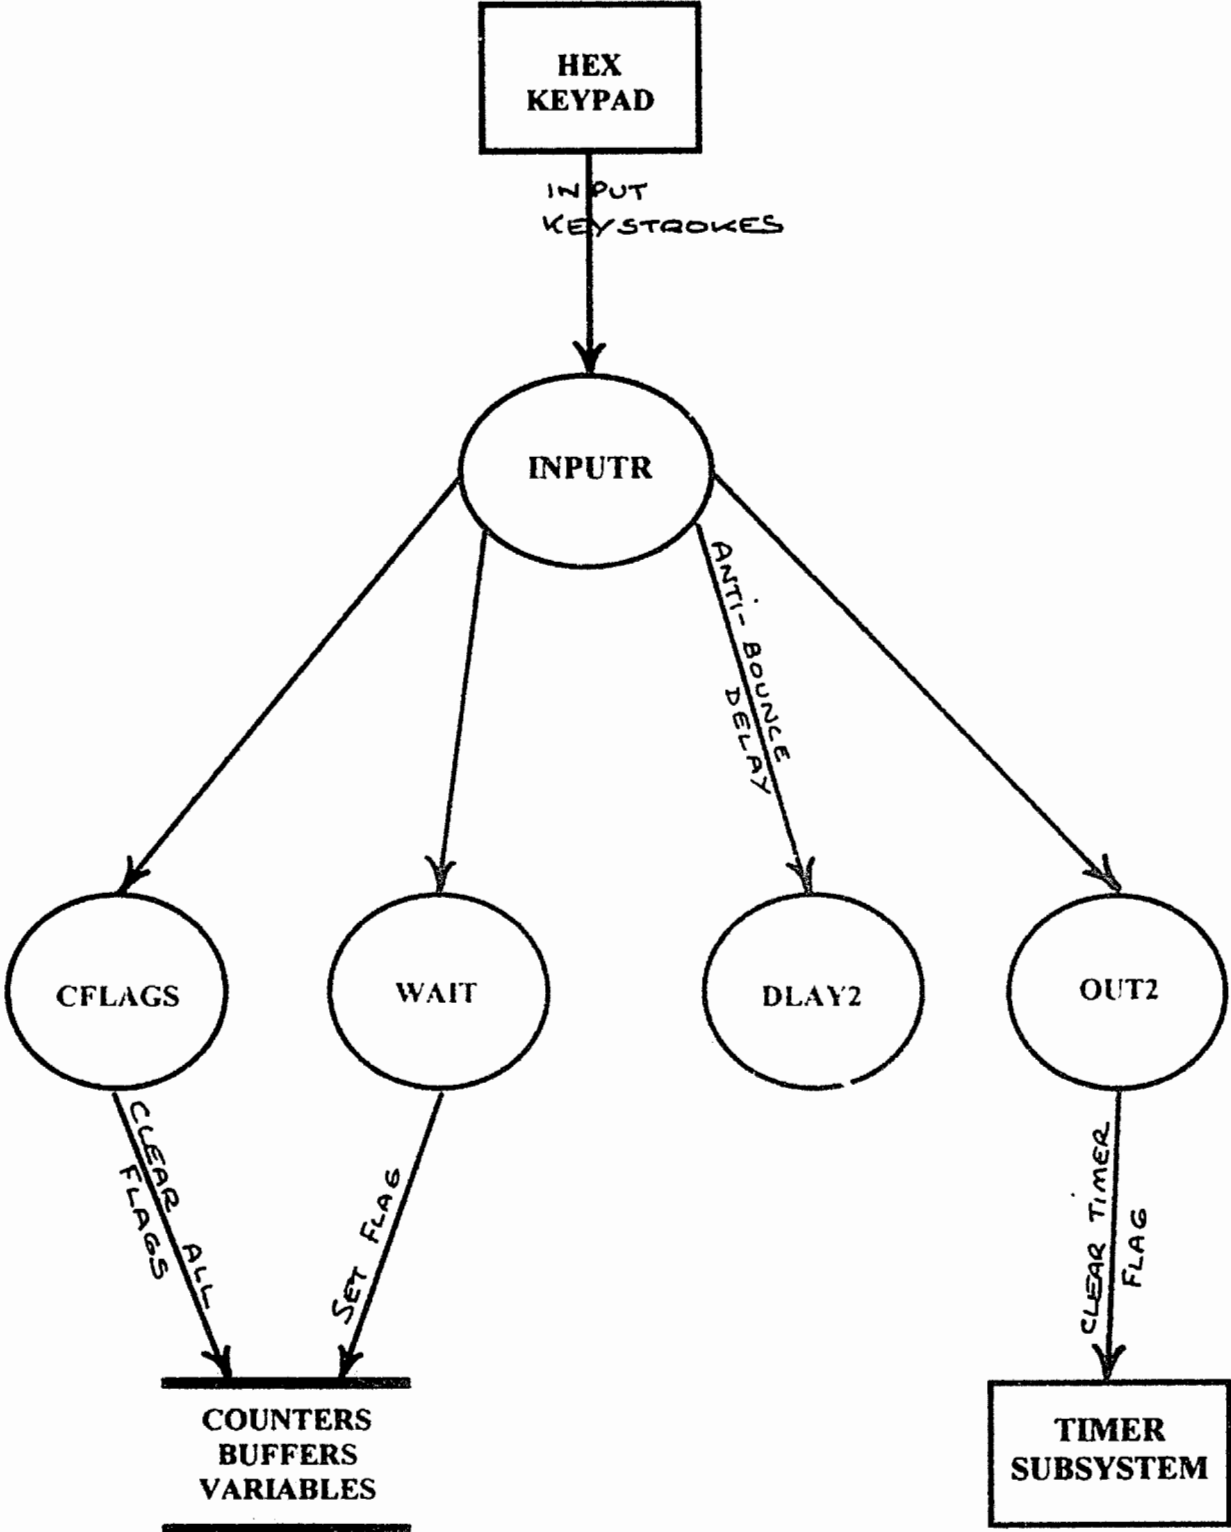 HEX
KEYPAD
INPUT
KEYSTROKES
INPUTR
ANTI-BOUNCE
DELAY
CFLAGS
WAIT
DLAY2
OUT2
CLEAR ALL
FLAGS
SET FLAG
CLEAR TIMER
FLAG
COUNTERS
BUFFERS
VARIABLES
TIMER
SUBSYSTEM